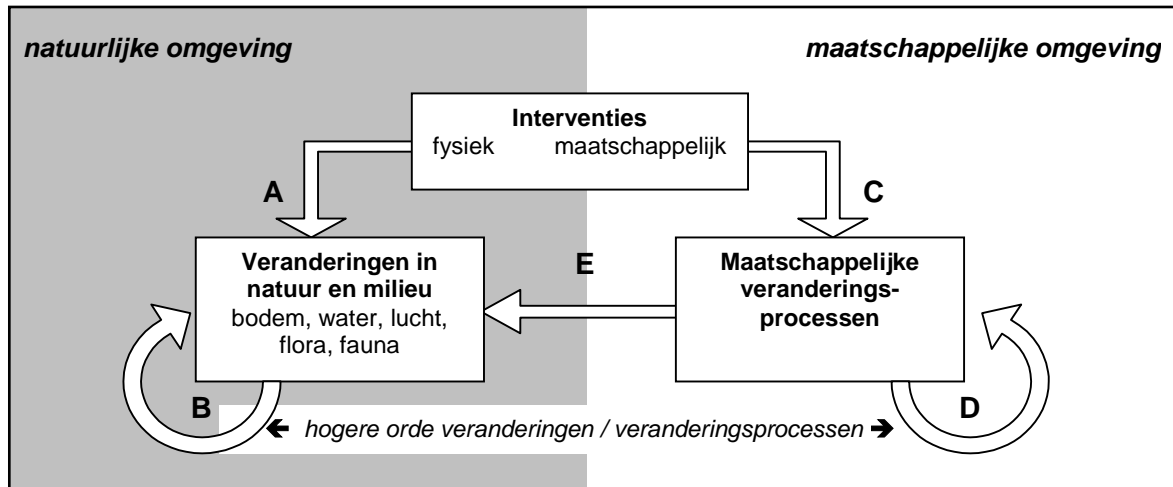 natuurlijke omgeving
maatschappelijke omgeving
Interventies
fysiek maatschappelijk
A
C
Veranderingen in
natuur en milieu
bodem, water, lucht,
flora, fauna
E
Maatschappelijke
veranderings-
processen
B
D
hogere orde veranderingen / veranderingsprocessen